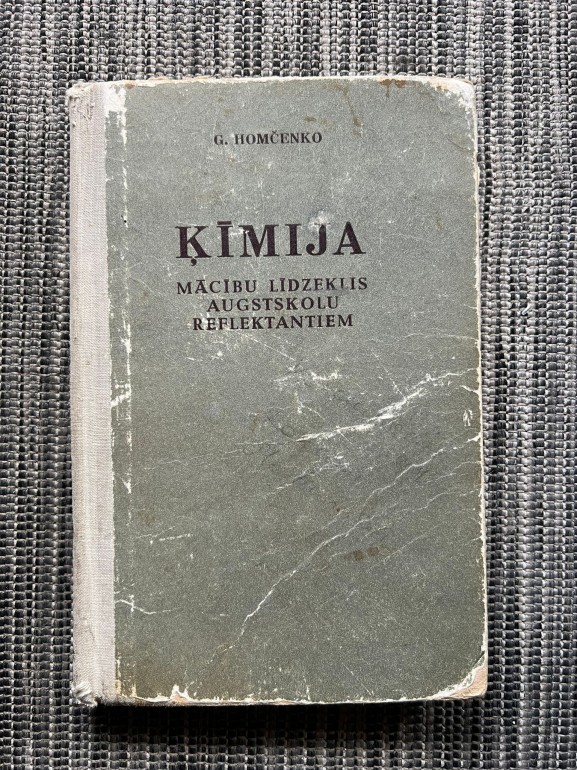 G. HOMČENKO
ĶĪMIJA
MĀCĪBU LĪDZEKLIS
AUGSTSKOLU
REFLEKTANTIEM